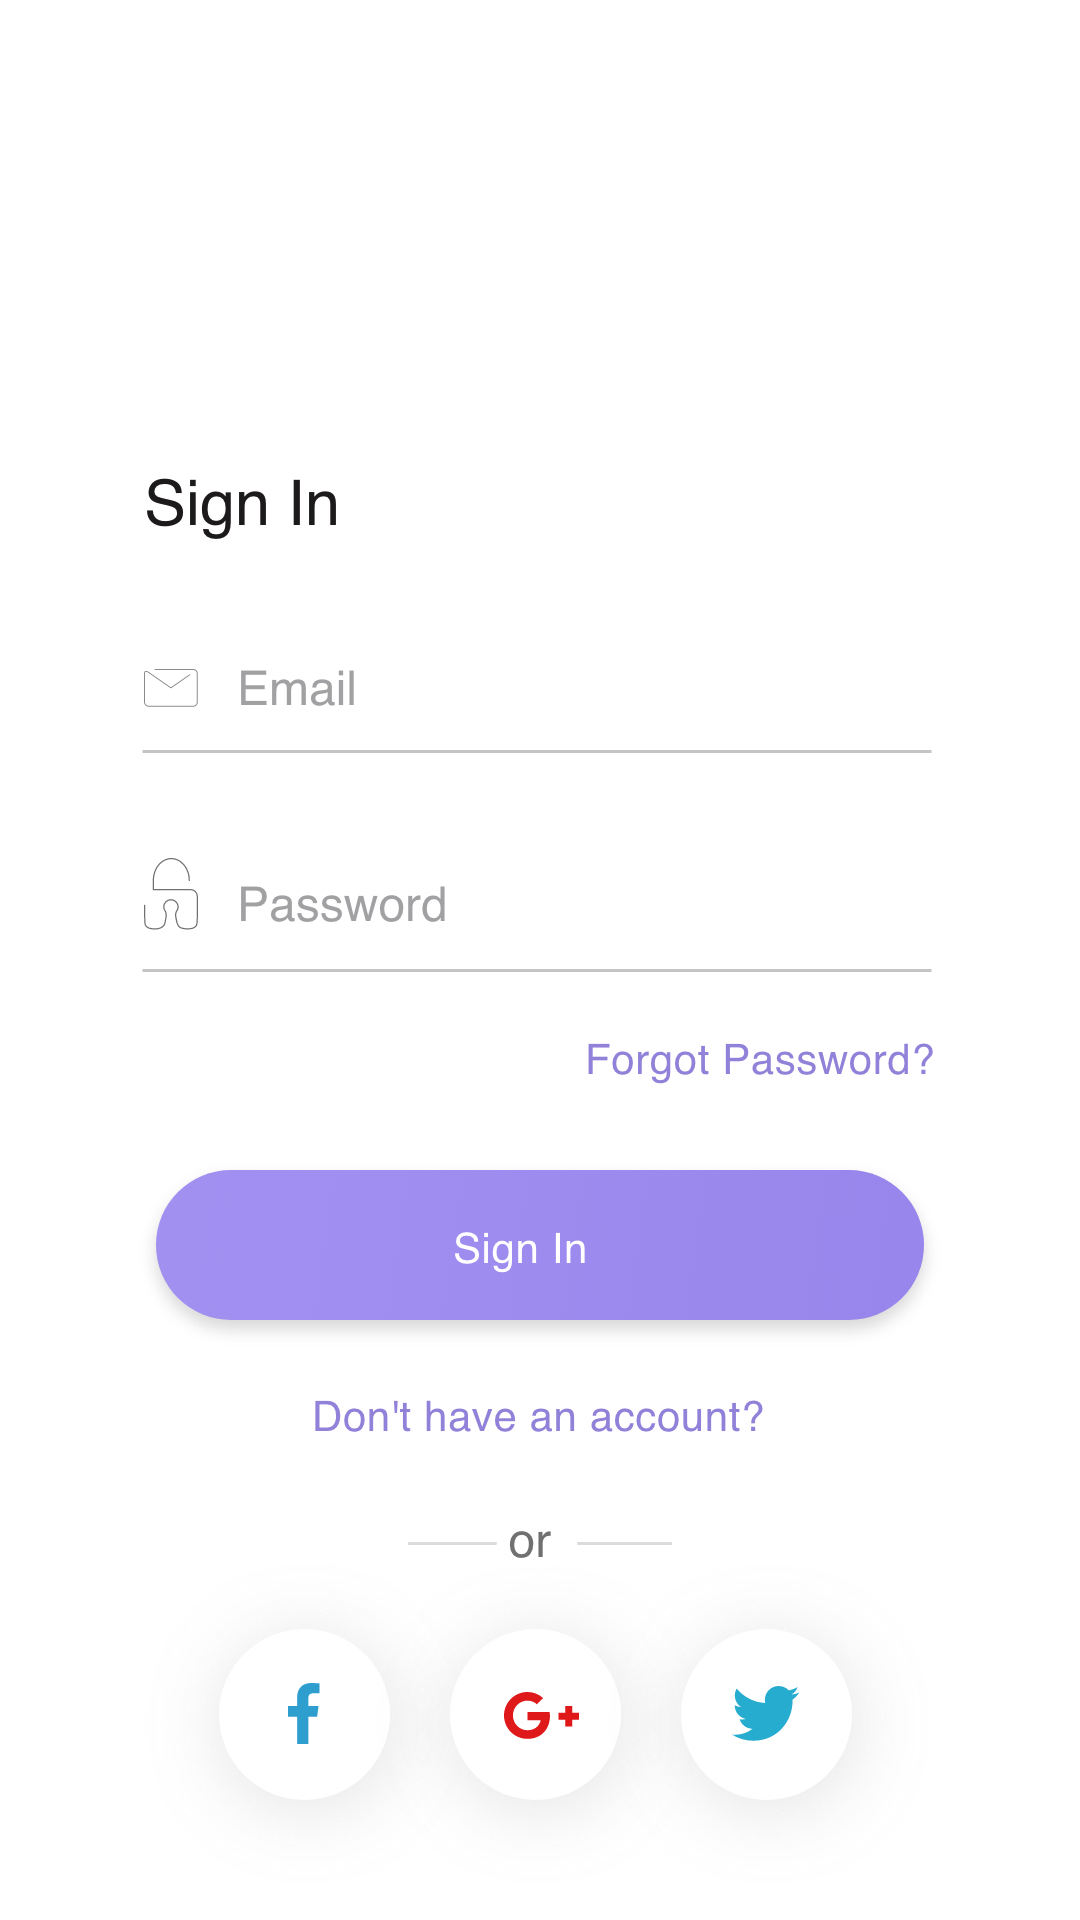 Sign In
Email
Password
Forgot Password?
Sign In
Don't have an account?
or
f G+